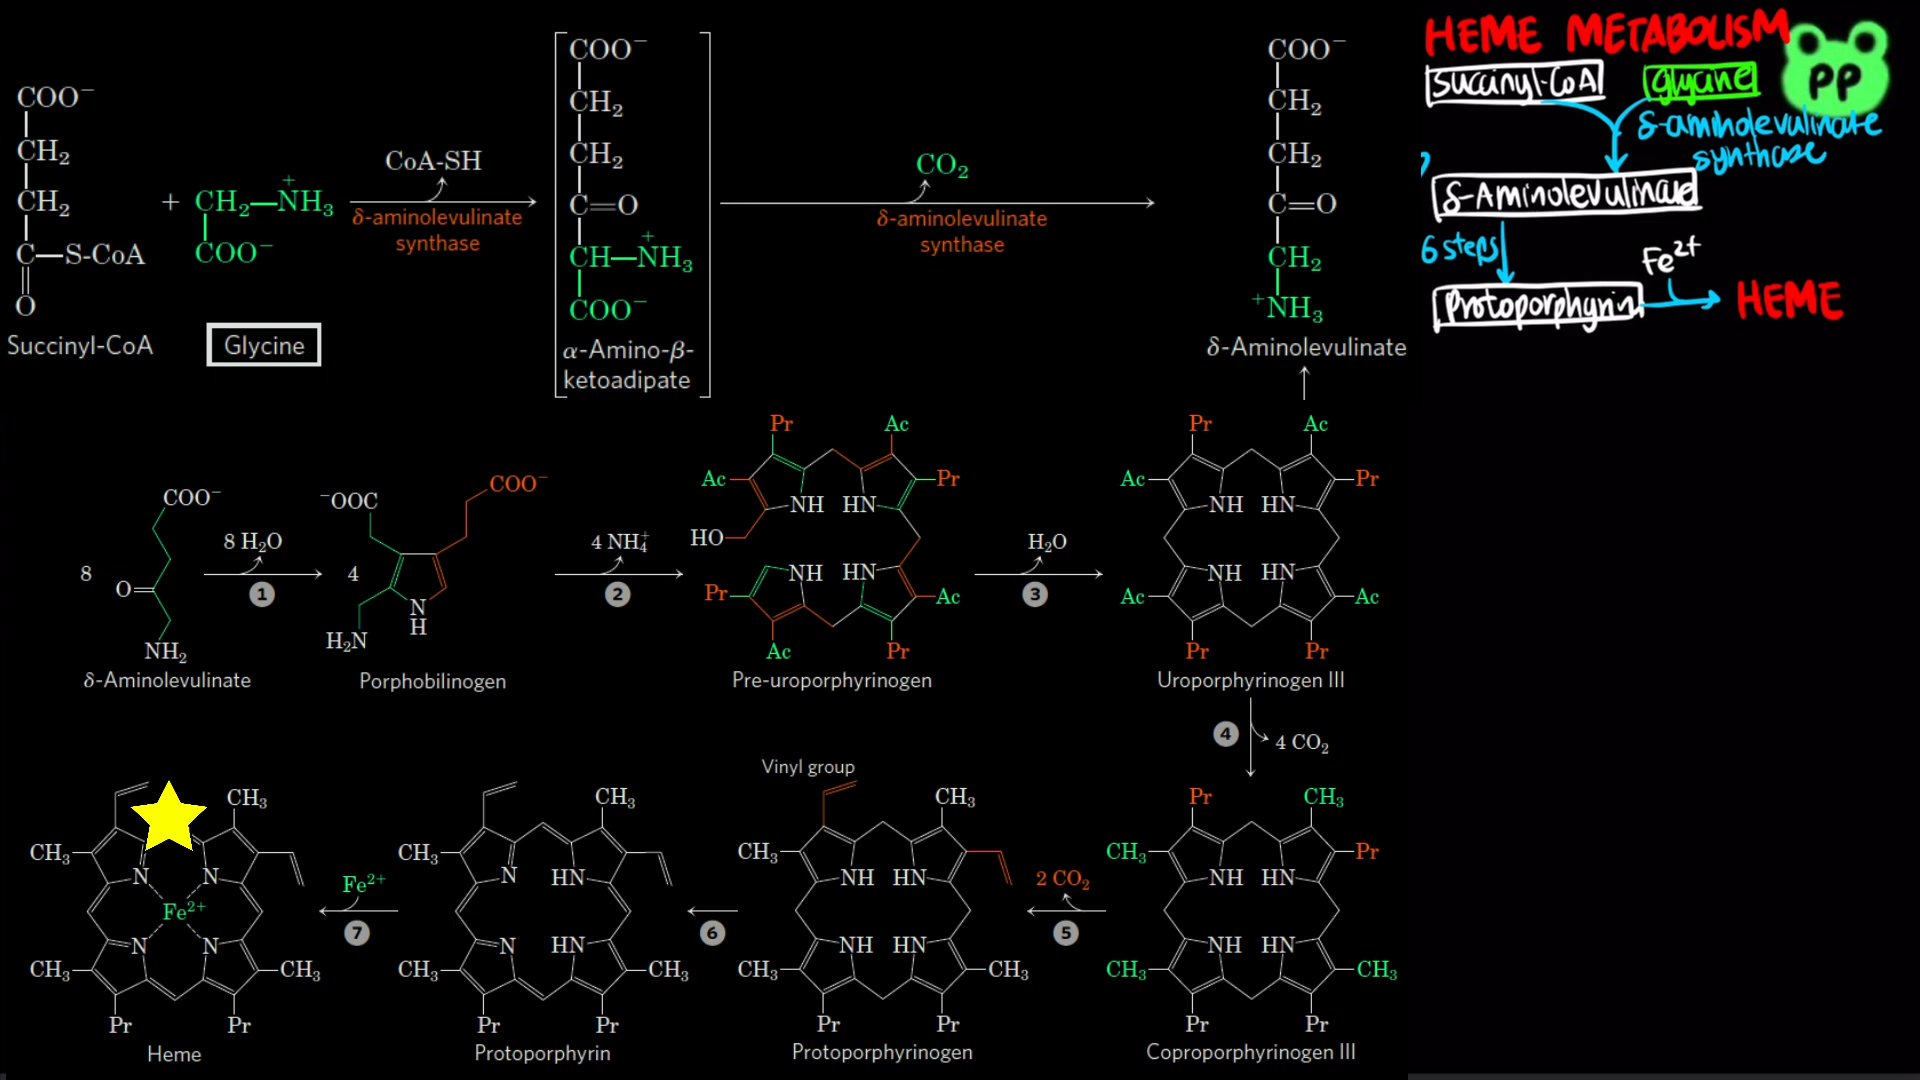 HEME METABOLISM
PP
succinyl-CoA
glycine
δ-aminolevulinate
synthase
δ-Aminolevulinate
6 steps
Fe²⁺
Protoporphyrin
HEME
COO⁻
CH₂
CH₂
C—S-CoA
O
Succinyl-CoA
+
CH₂—N⁺H₃
COO⁻
Glycine
CoA-SH
δ-aminolevulinate
synthase
COO⁻
CH₂
CH₂
C=O
CH—N⁺H₃
COO⁻
α-Amino-β-
ketoadipate
CO₂
δ-aminolevulinate
synthase
COO⁻
CH₂
CH₂
C=O
CH₂
⁺NH₃
δ-Aminolevulinate
8
COO⁻
O
NH₂
δ-Aminolevulinate
8 H₂O
1
4
⁻OOC
COO⁻
N
H
H₂N
Porphobilinogen
4 NH₄⁺
2
Pr
Ac
Ac
Pr
NH HN
HO
NH HN
Pr
Ac
Ac
Pr
Pre-uroporphyrinogen
H₂O
3
Pr
Ac
Ac
Pr
NH HN
NH HN
Ac
Ac
Pr
Pr
Uroporphyrinogen III
4
4 CO₂
Pr
CH₃
CH₃
Pr
NH HN
NH HN
CH₃
CH₃
Pr
Pr
Coproporphyrinogen III
2 CO₂
5
Vinyl group
CH₃
CH₃
NH HN
NH HN
CH₃
CH₃
Pr
Pr
Protoporphyrinogen
6
CH₃
CH₃
N HN
N HN
CH₃
CH₃
Pr
Pr
Protoporphyrin
Fe²⁺
7
CH₃
CH₃
N N
Fe²⁺
N N
CH₃
CH₃
Pr
Pr
Heme